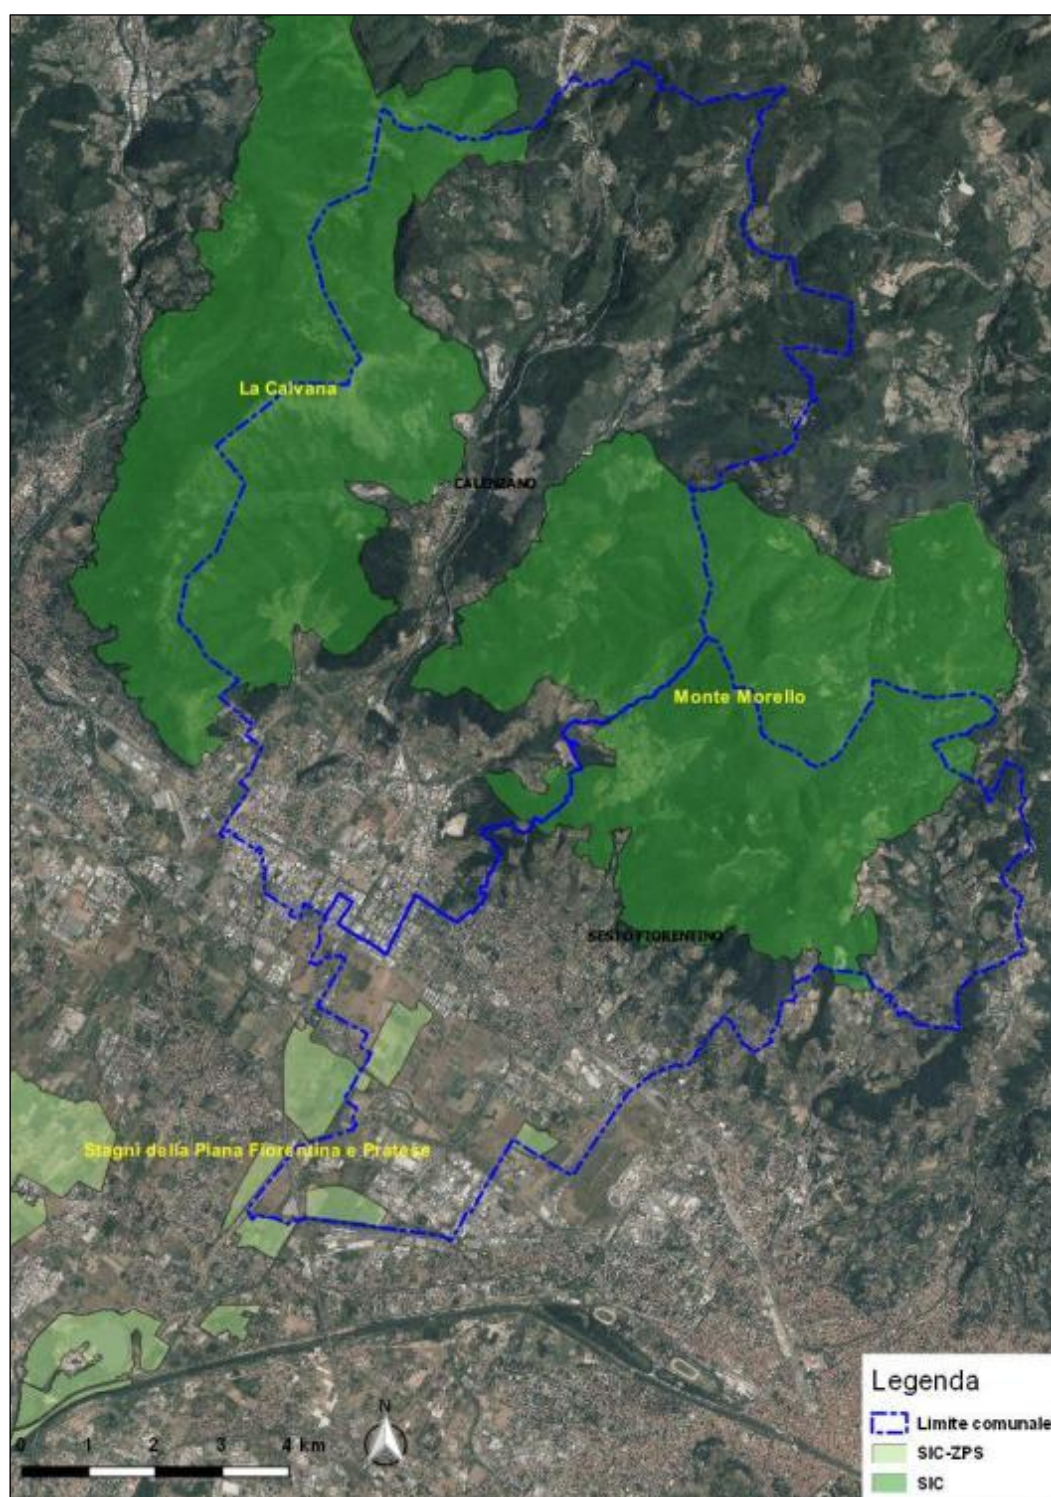 La Calvana
CALENZANO
Monte Morello
SESTO FIORENTINO
Stagni della Piana Fiorentina e Pratese
N
0 1 2 3 4 km
Legenda
Limite comunale
SIC-ZPS
SIC